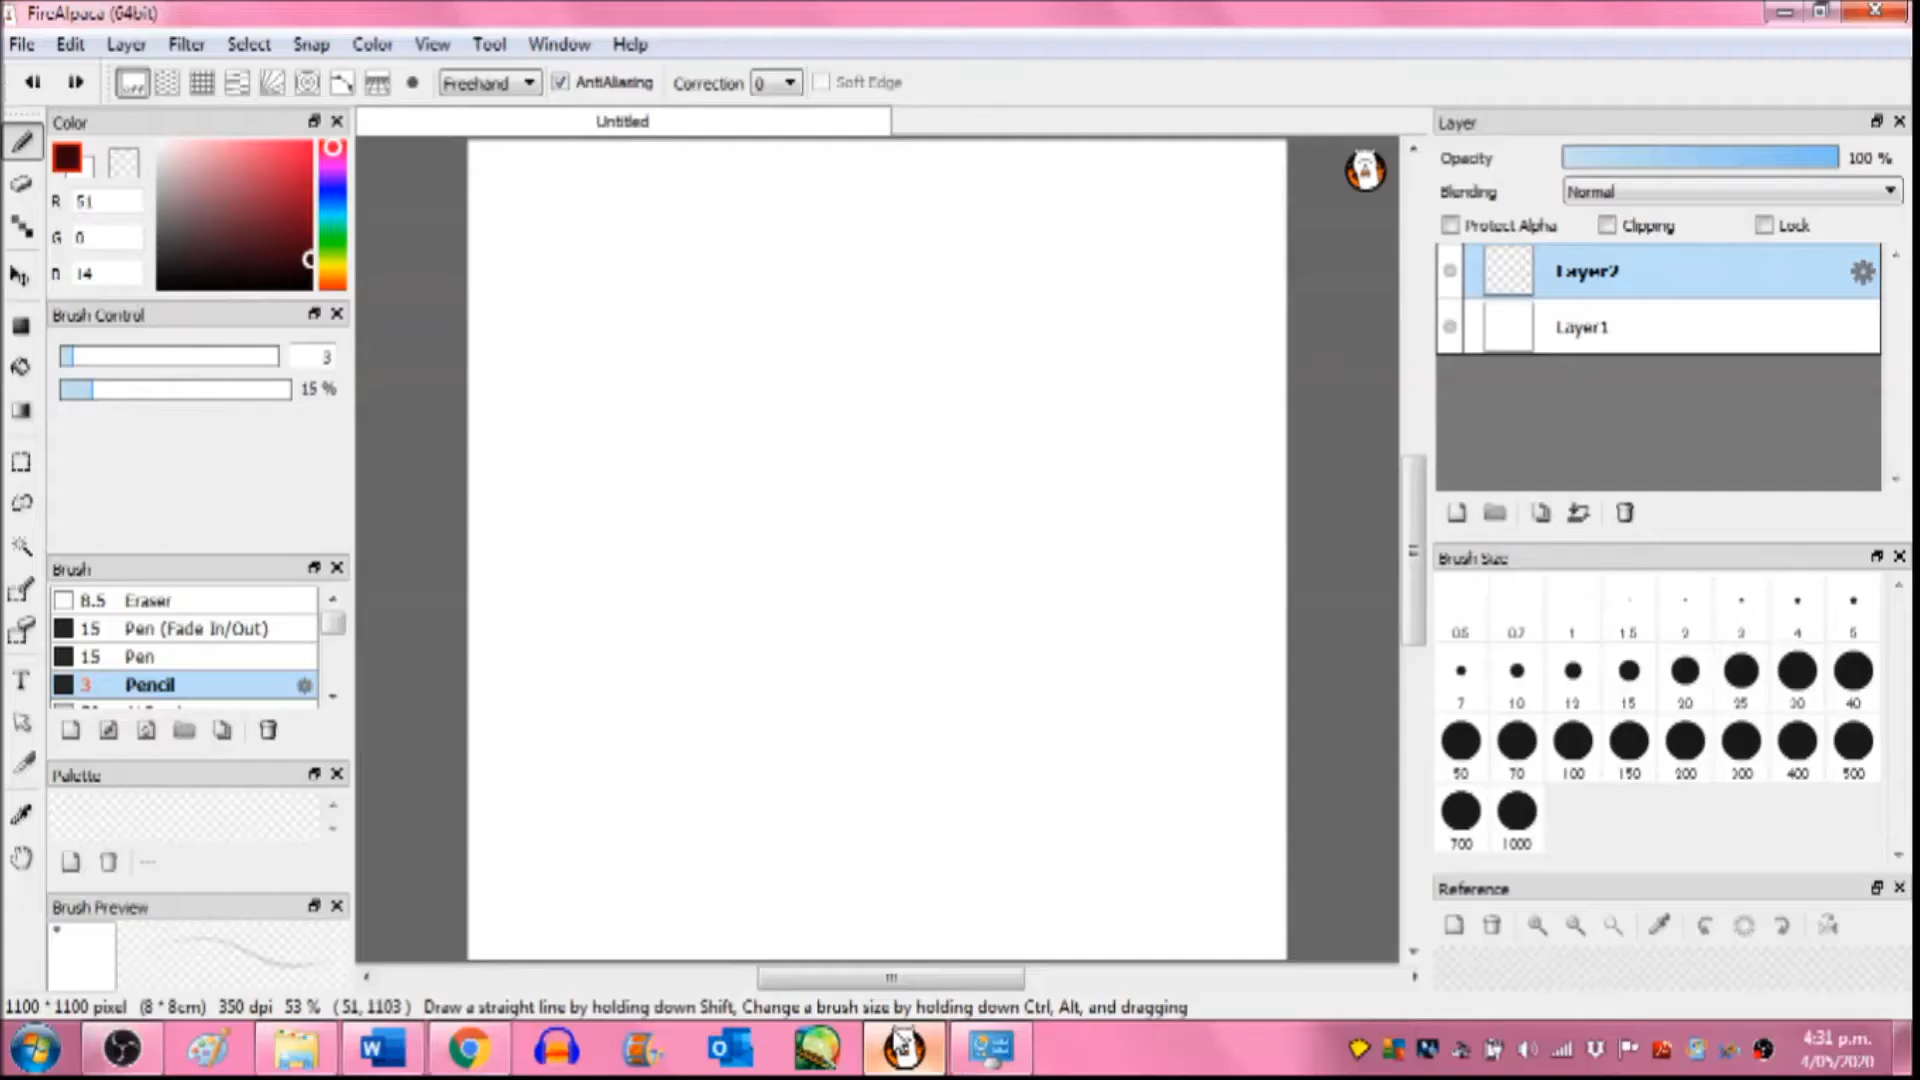 FireAlpaca (64bit)
File Edit Layer Filter Select Snap Color View Tool Window Help
OFF Freehand AntiAliasing Correction 0 Soft Edge
Color
R 51
G 0
B 14
Brush Control
3
15 %
Brush
8.5 Eraser
15 Pen (Fade In/Out)
15 Pen
3 Pencil
Palette
---
Brush Preview
Untitled
Layer
Opacity 100 %
Blending Normal
Protect Alpha Clipping Lock
Layer2
Layer1
Brush Size
0.5 0.7 1 1.5 2 3 4 5
7 10 12 15 20 25 30 40
50 70 100 150 200 300 400 500
700 1000
Reference
1100 * 1100 pixel (8 * 8cm) 350 dpi 53 % ( 51, 1103 ) Draw a straight line by holding down Shift, Change a brush size by holding down Ctrl, Alt, and dragging
4:31 p.m.
4/05/2020